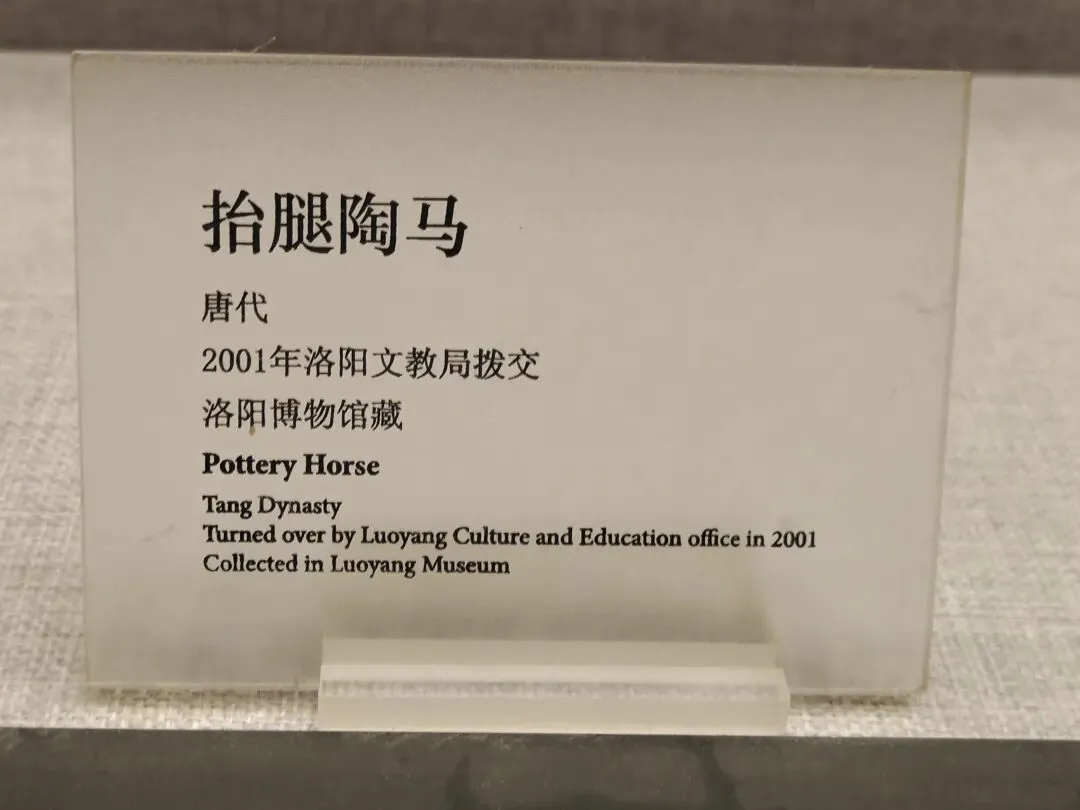 抬腿陶马
唐代
2001年洛阳文教局拨交
洛阳博物馆藏
Pottery Horse
Tang Dynasty
Turned over by Luoyang Culture and Education office in 2001
Collected in Luoyang Museum